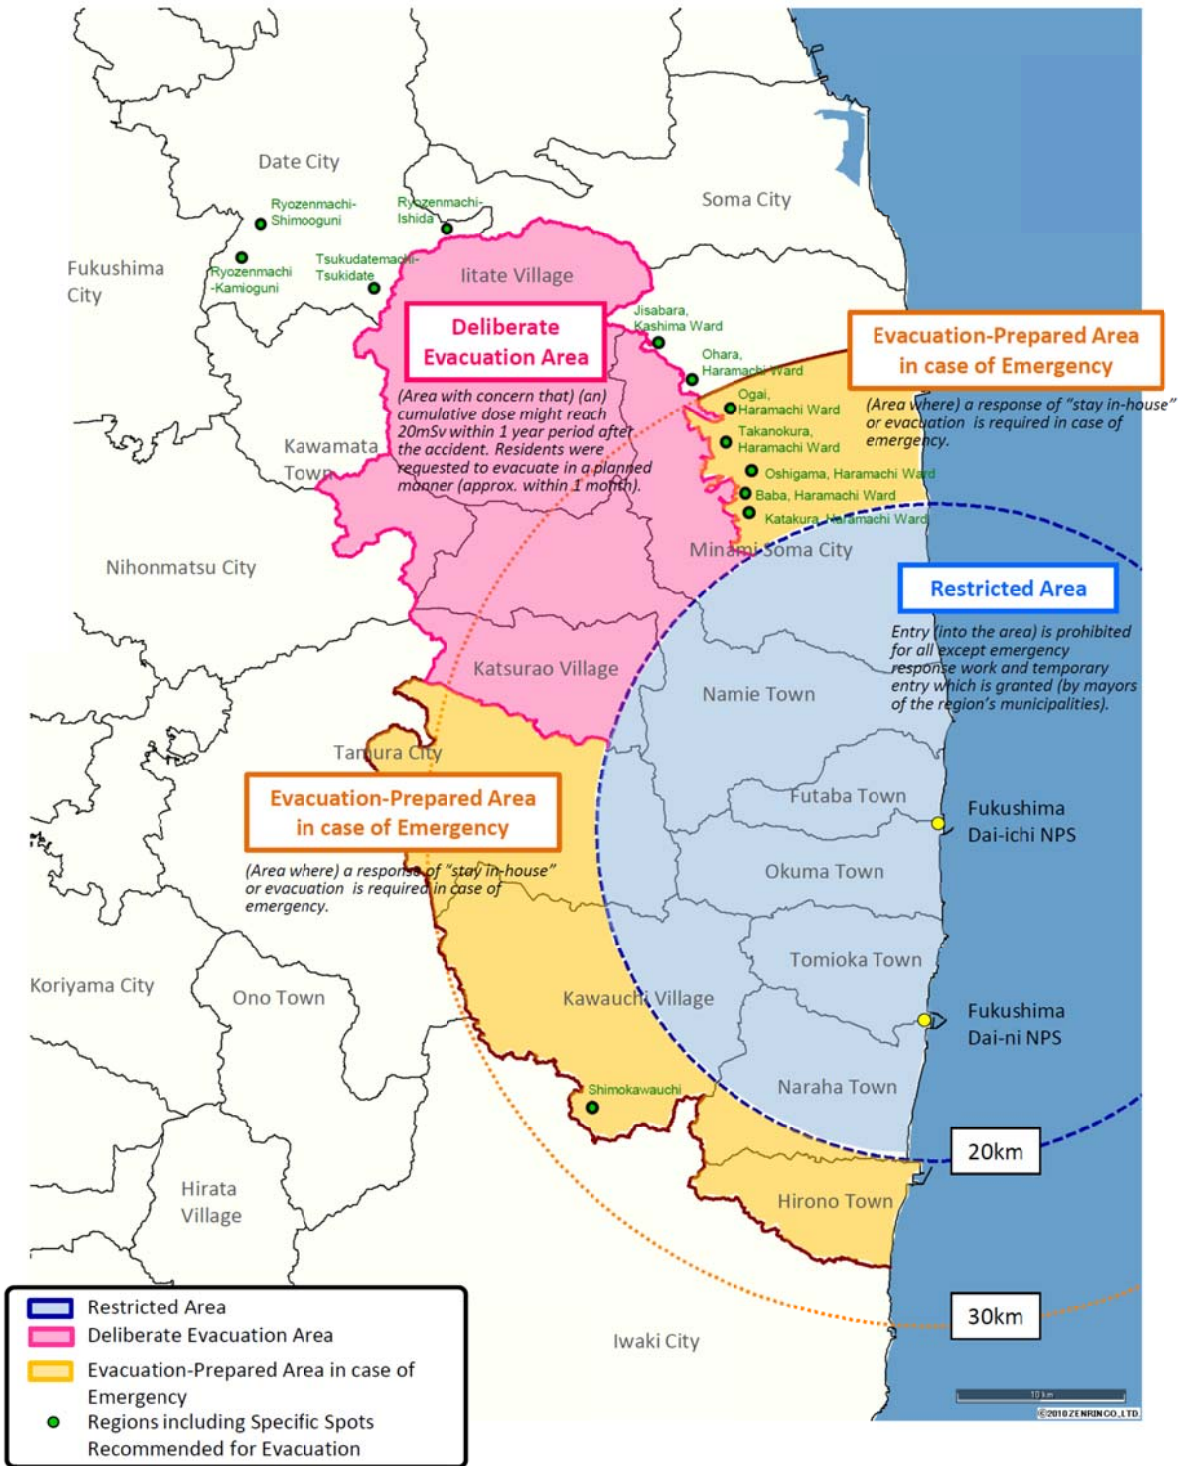 Date City
Soma City
Ryozenmachi-
Shimooguni
Ryozenmachi-
Ishida
Ryozenmachi
-Kamioguni
Tsukudatemachi-
Tsukidate
Fukushima
City
Iitate Village
Jisabara,
Kashima Ward
Deliberate
Evacuation Area
(Area with concern that) (an)
cumulative dose might reach
20mSv within 1 year period after
the accident. Residents were
requested to evacuate in a planned
manner (approx. within 1 month).
Evacuation-Prepared Area
in case of Emergency
(Area where) a response of "stay in-house"
or evacuation is required in case of
emergency.
Ohara,
Haramachi Ward
Ogai,
Haramachi Ward
Takanokura,
Haramachi Ward
Oshigama, Haramachi Ward
Baba, Haramachi Ward
Katakura, Haramachi Ward
Kawamata
Town
Minami Soma City
Nihonmatsu City
Restricted Area
Entry (into the area) is prohibited
for all except emergency
response work and temporary
entry which is granted (by mayors
of the region's municipalities).
Katsurao Village
Namie Town
Tamura City
Evacuation-Prepared Area
in case of Emergency
(Area where) a response of "stay in-house"
or evacuation is required in case of
emergency.
Futaba Town
Fukushima
Dai-ichi NPS
Okuma Town
Tomioka Town
Koriyama City
Ono Town
Kawauchi Village
Fukushima
Dai-ni NPS
Shimokawauchi
Naraha Town
20km
Hirata
Village
Hirono Town
30km
Iwaki City
Restricted Area
Deliberate Evacuation Area
Evacuation-Prepared Area in case of
Emergency
Regions including Specific Spots
Recommended for Evacuation
10 km
©2010 ZENRIN CO.,LTD.